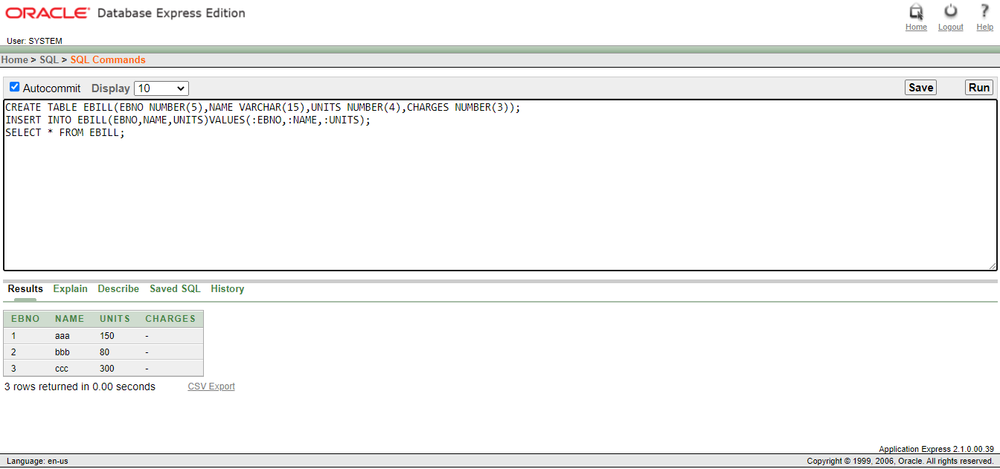 ORACLE® Database Express Edition
Home Logout Help
User: SYSTEM
Home > SQL > SQL Commands
Autocommit Display 10 Save Run
CREATE TABLE EBILL(EBNO NUMBER(5),NAME VARCHAR(15),UNITS NUMBER(4),CHARGES NUMBER(3));
INSERT INTO EBILL(EBNO,NAME,UNITS)VALUES(:EBNO,:NAME,:UNITS);
SELECT * FROM EBILL;
Results Explain Describe Saved SQL History
EBNO NAME UNITS CHARGES
1 aaa 150 -
2 bbb 80 -
3 ccc 300 -
3 rows returned in 0.00 seconds CSV Export
Application Express 2.1.0.00.39
Language: en-us Copyright © 1999, 2006, Oracle. All rights reserved.